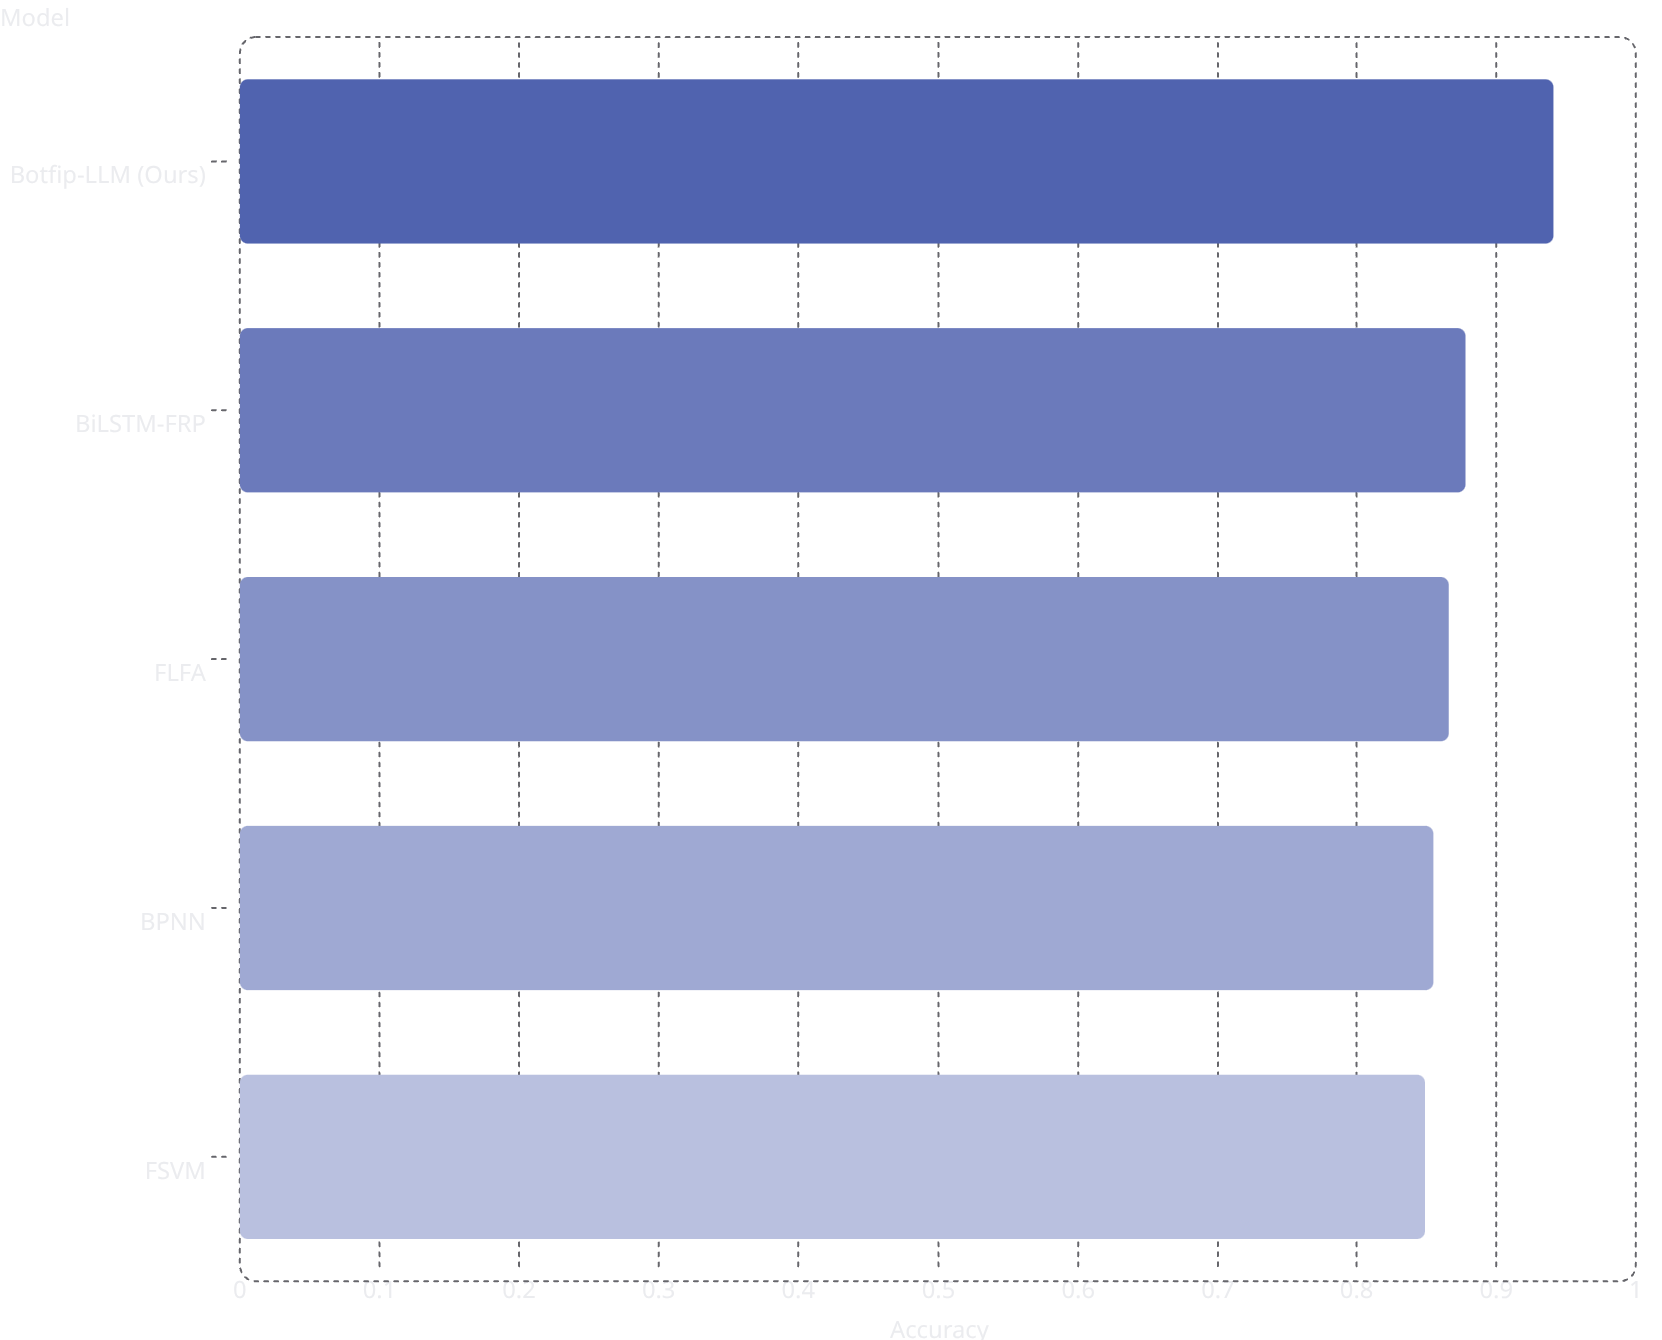 Model
Botfip-LLM (Ours)
BiLSTM-FRP
FLFA
BPNN
FSVM
0 0.1 0.2 0.3 0.4 0.5 0.6 0.7 0.8 0.9 1
Accuracy